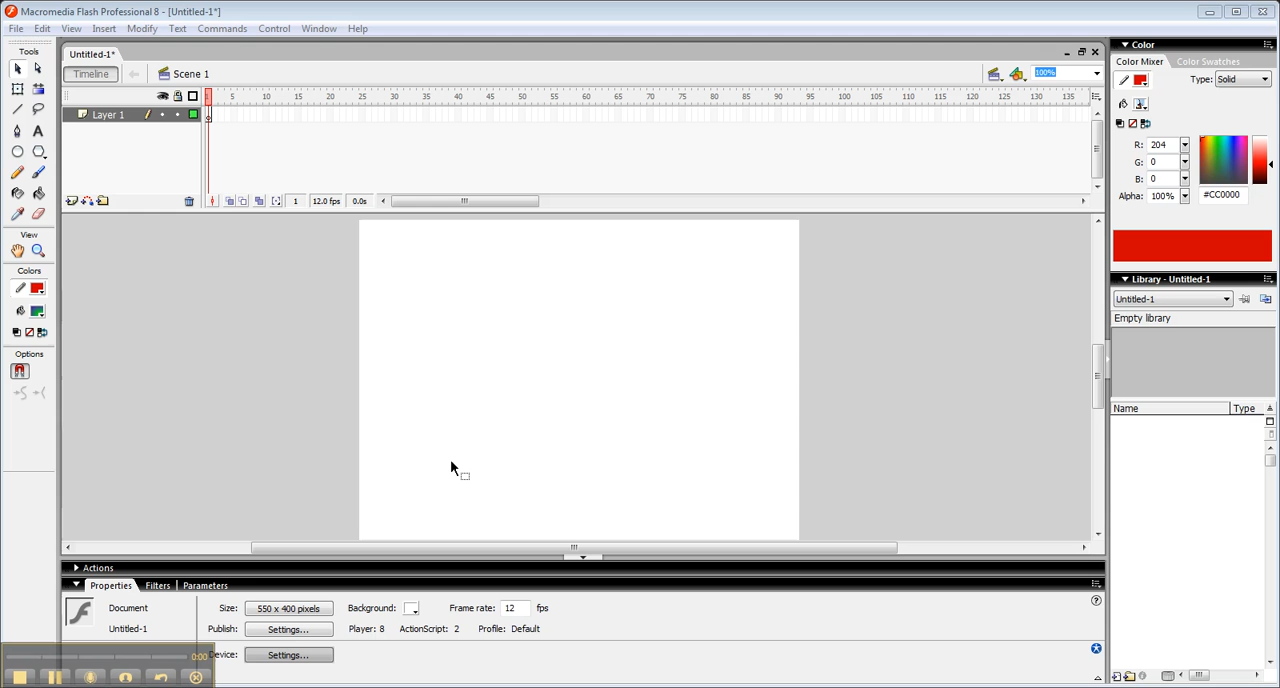 Macromedia Flash Professional 8 - [Untitled-1*]
File Edit View Insert Modify Text Commands Control Window Help
Tools
View
Colors
Options
Untitled-1*
Timeline
Scene 1
100%
1 5 10 15 20 25 30 35 40 45 50 55 60 65 70 75 80 85 90 95 100 105 110 115 120 125 130 135
Layer 1
1 12.0 fps 0.0s
Color
Color Mixer Color Swatches
Type: Solid
R: 204
G: 0
B: 0
Alpha: 100% #CC0000
Library - Untitled-1
Untitled-1
Empty library
Name Type
Actions
Properties Filters Parameters
Document Size: 550 x 400 pixels Background: Frame rate: 12 fps
Untitled-1 Publish: Settings... Player: 8 ActionScript: 2 Profile: Default
Device: Settings...
0:00